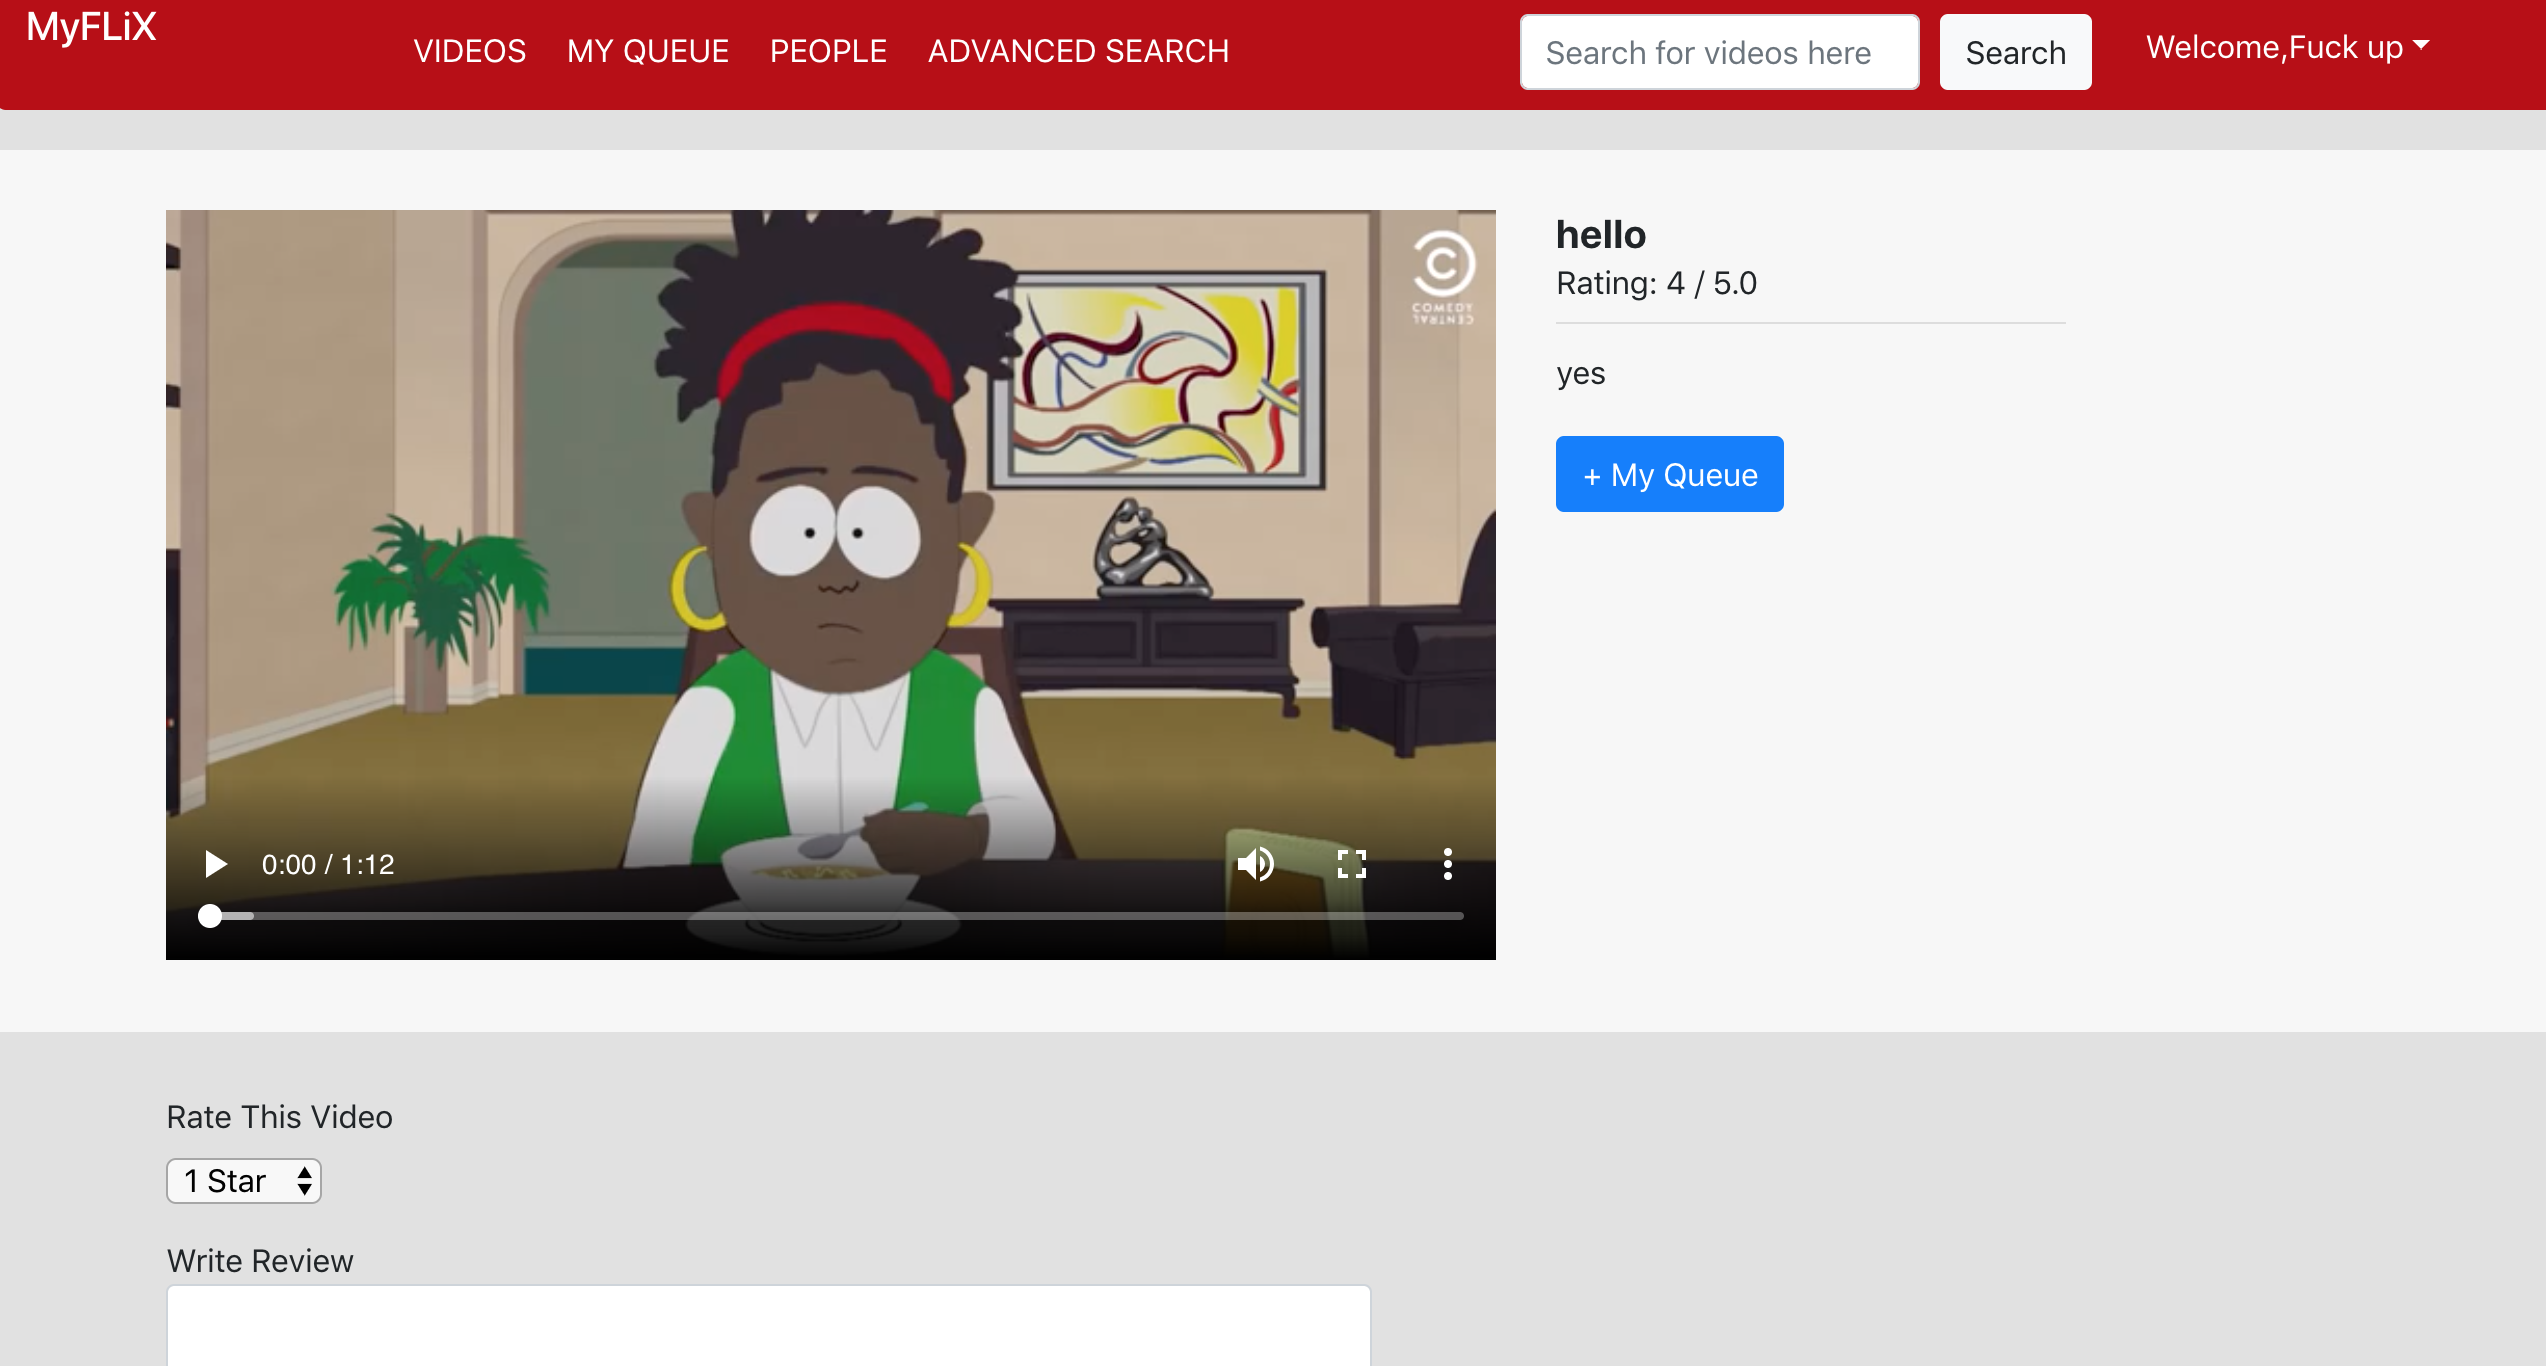 MyFLiX
VIDEOS MY QUEUE PEOPLE ADVANCED SEARCH
Search for videos here
Search
Welcome,Fuck up
COMEDY
CENTRAL
hello
Rating: 4 / 5.0
yes
+ My Queue
0:00 / 1:12
Rate This Video
1 Star
Write Review